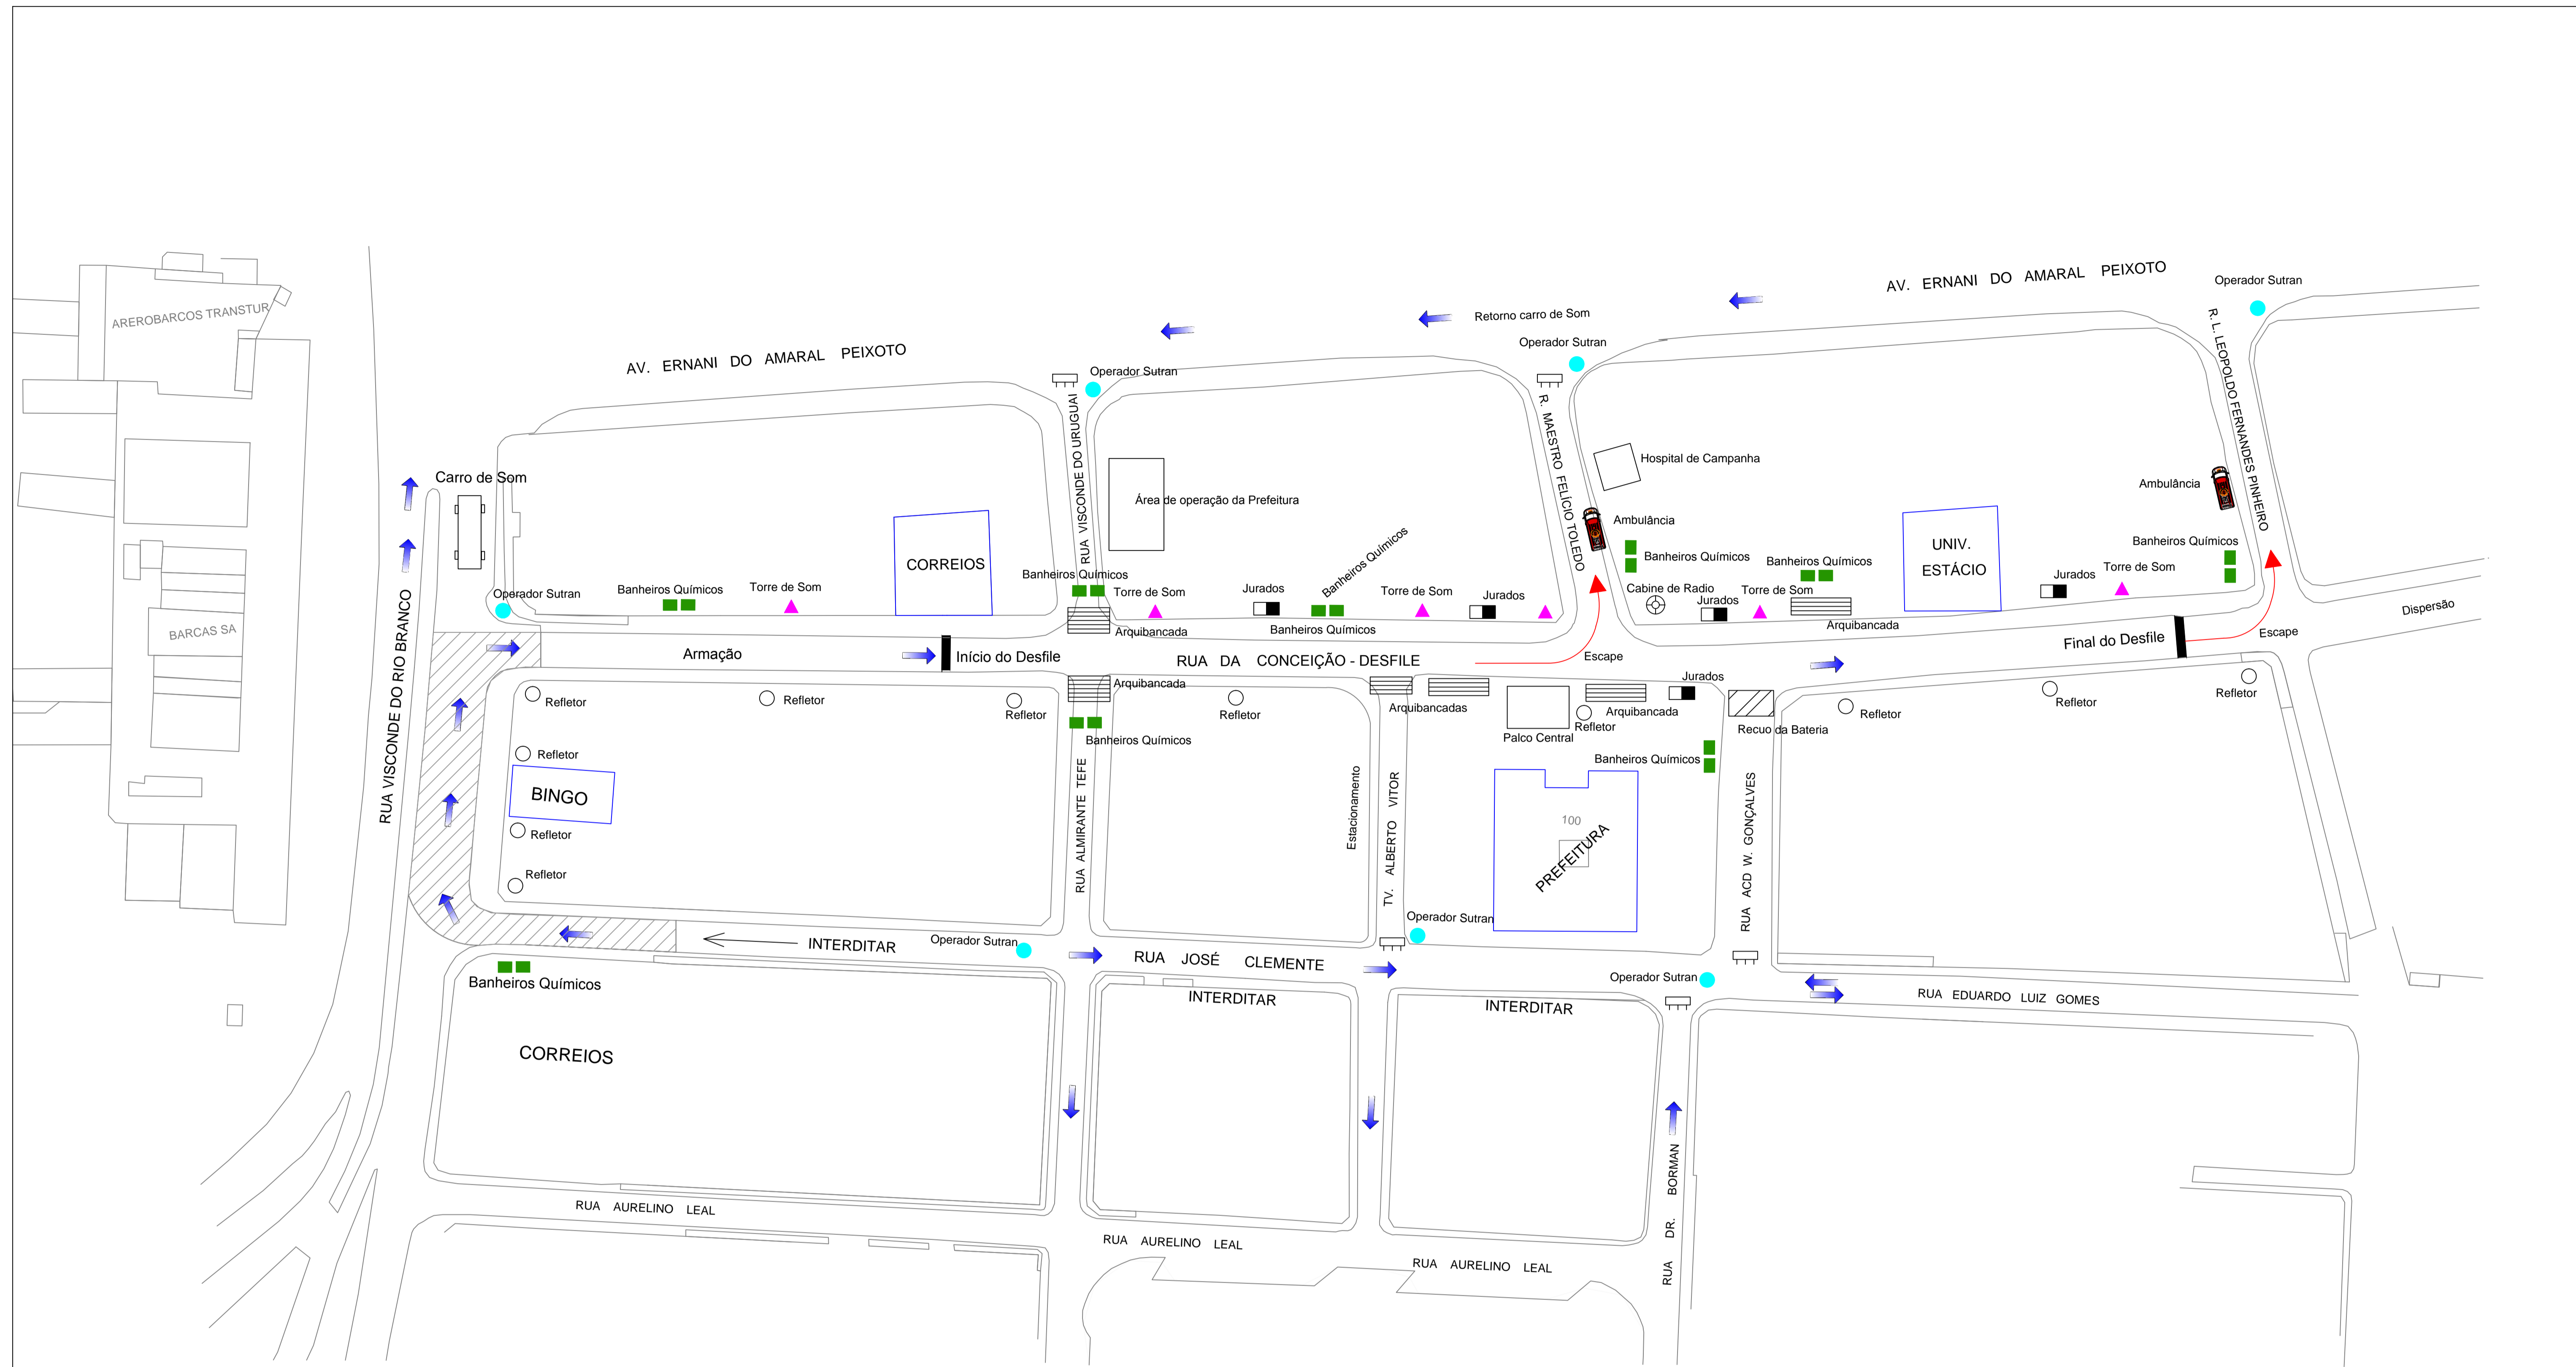 AV. ERNANI DO AMARAL PEIXOTO
Operador Sutran
AREROBARCOS TRANSTUR
Retorno carro de Som
Operador Sutran
AV. ERNANI DO AMARAL PEIXOTO
Operador Sutran
R. L. LEOPOLDO FERNANDES PINHEIRO
RUA VISCONDE DO URUGUAI
R. MAESTRO FELÍCIO TOLEDO
Hospital de Campanha
Carro de Som
Ambulância
Área de operação da Prefeitura
Ambulância
UNIV.
ESTÁCIO
CORREIOS
Banheiros Químicos
Banheiros Químicos
Banheiros Químicos
Banheiros Químicos
Banheiros Químicos
Jurados
Torre de Som
Operador Sutran
Banheiros Químicos
Torre de Som
Torre de Som
Jurados
Torre de Som
Jurados
Cabine de Radio
Jurados
Torre de Som
Dispersão
BARCAS SA
Arquibancada
Banheiros Químicos
Arquibancada
Escape
Final do Desfile
Armação
Início do Desfile
RUA DA CONCEIÇÃO - DESFILE
Escape
RUA VISCONDE DO RIO BRANCO
Arquibancada
Jurados
Refletor
Refletor
Refletor
Refletor
Arquibancadas
Arquibancada
Refletor
Palco Central
Recuo da Bateria
Refletor
Refletor
Refletor
Banheiros Químicos
Refletor
Banheiros Químicos
BINGO
Refletor
Refletor
RUA ALMIRANTE TEFE
Estacionamento
TV. ALBERTO VITOR
100
PREFEITURA
RUA ACD W. GONÇALVES
Operador Sutran
INTERDITAR
Operador Sutran
RUA JOSÉ CLEMENTE
Operador Sutran
Banheiros Químicos
INTERDITAR
INTERDITAR
RUA EDUARDO LUIZ GOMES
CORREIOS
RUA DR. BORMAN
RUA AURELINO LEAL
RUA AURELINO LEAL
RUA AURELINO LEAL